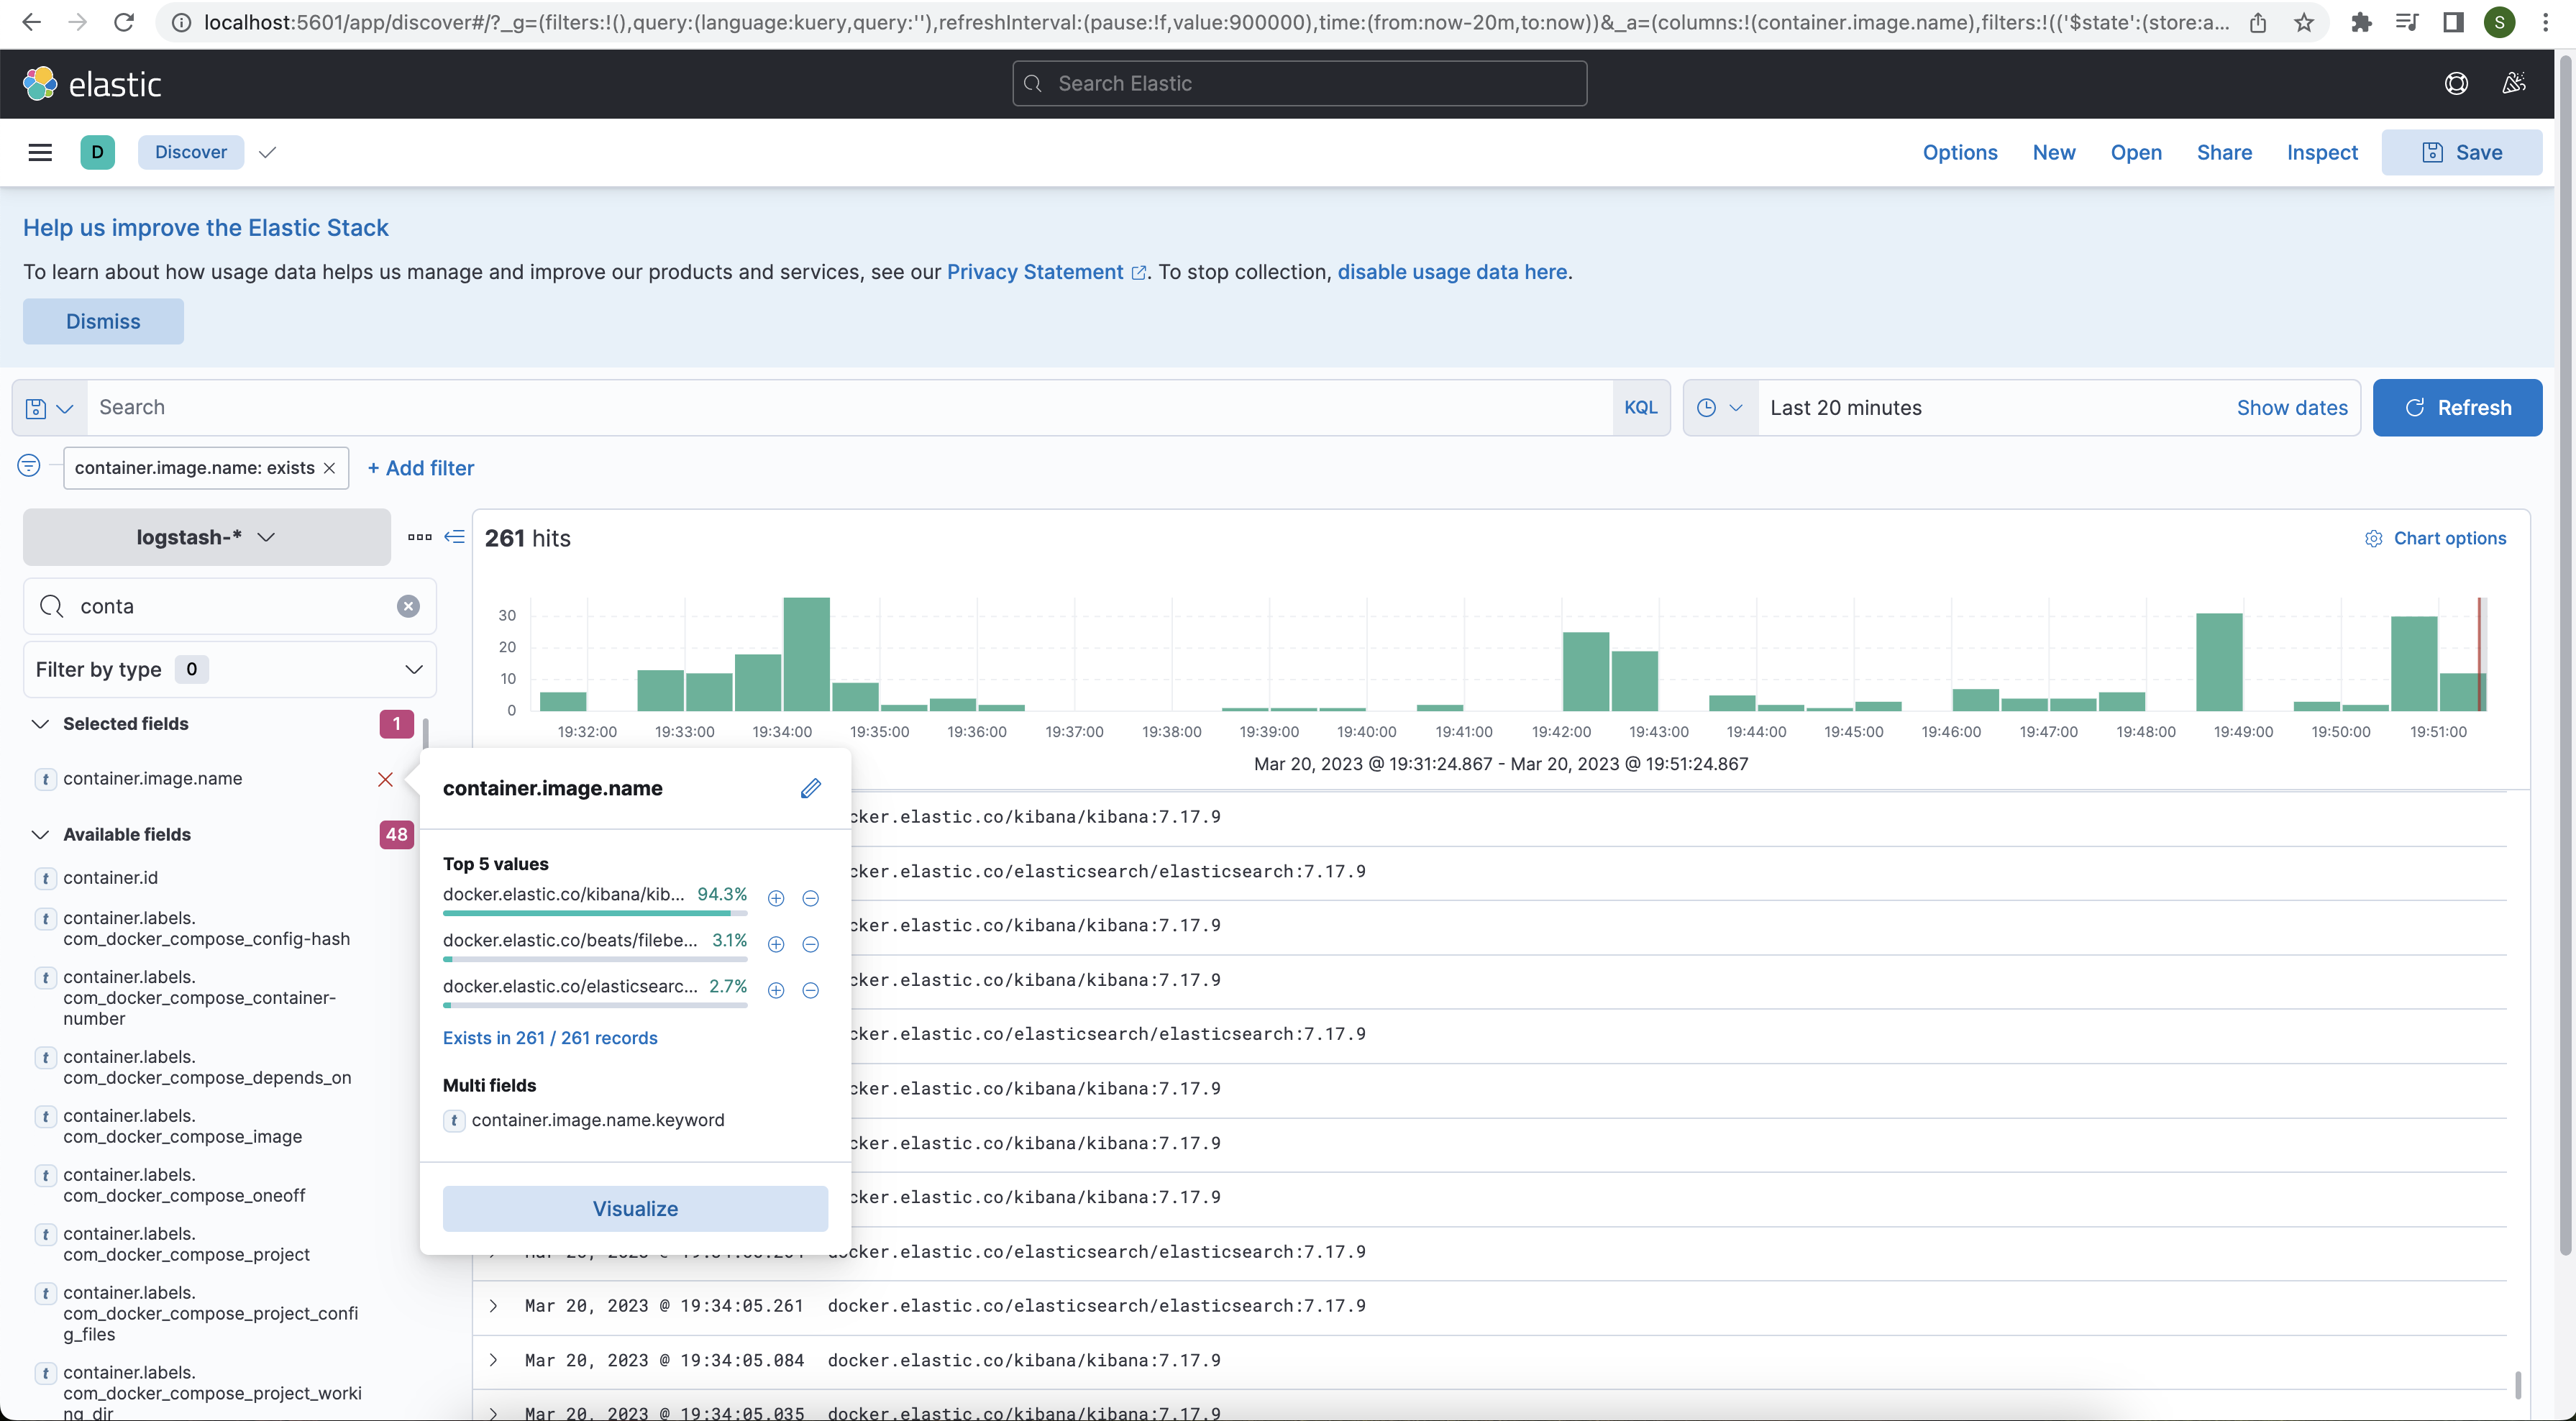 localhost:5601/app/discover#/?_g=(filters:!(),query:(language:kuery,query:''),refreshInterval:(pause:!f,value:900000),time:(from:now-20m,to:now))&_a=(columns:!(container.image.name),filters:!(('$state':(store:a...
S
elastic
Search Elastic
D
Discover
Options
New
Open
Share
Inspect
Save
Help us improve the Elastic Stack
To learn about how usage data helps us manage and improve our products and services, see our Privacy Statement. To stop collection, disable usage data here.
Dismiss
Search
KQL
Last 20 minutes
Show dates
Refresh
container.image.name: exists
+ Add filter
logstash-*
conta
Filter by type 0
Selected fields 1
t container.image.name
Available fields 48
t container.id
t container.labels.
com_docker_compose_config-hash
t container.labels.
com_docker_compose_container-
number
t container.labels.
com_docker_compose_depends_on
t container.labels.
com_docker_compose_image
t container.labels.
com_docker_compose_oneoff
t container.labels.
com_docker_compose_project
t container.labels.
com_docker_compose_project_confi
g_files
t container.labels.
com_docker_compose_project_worki
ng_dir
261 hits
Chart options
30
20
10
0
19:32:00 19:33:00 19:34:00 19:35:00 19:36:00 19:37:00 19:38:00 19:39:00 19:40:00 19:41:00 19:42:00 19:43:00 19:44:00 19:45:00 19:46:00 19:47:00 19:48:00 19:49:00 19:50:00 19:51:00
Mar 20, 2023 @ 19:31:24.867 - Mar 20, 2023 @ 19:51:24.867
container.image.name
Top 5 values
docker.elastic.co/kibana/kib... 94.3%
docker.elastic.co/beats/filebe... 3.1%
docker.elastic.co/elasticsearc... 2.7%
Exists in 261 / 261 records
Multi fields
t container.image.name.keyword
Visualize
cker.elastic.co/kibana/kibana:7.17.9
cker.elastic.co/elasticsearch/elasticsearch:7.17.9
cker.elastic.co/kibana/kibana:7.17.9
cker.elastic.co/kibana/kibana:7.17.9
cker.elastic.co/elasticsearch/elasticsearch:7.17.9
cker.elastic.co/kibana/kibana:7.17.9
cker.elastic.co/kibana/kibana:7.17.9
cker.elastic.co/kibana/kibana:7.17.9
docker.elastic.co/elasticsearch/elasticsearch:7.17.9
Mar 20, 2023 @ 19:34:05.261 docker.elastic.co/elasticsearch/elasticsearch:7.17.9
Mar 20, 2023 @ 19:34:05.084 docker.elastic.co/kibana/kibana:7.17.9
Mar 20, 2023 @ 19:34:05.035 docker.elastic.co/kibana/kibana:7.17.9